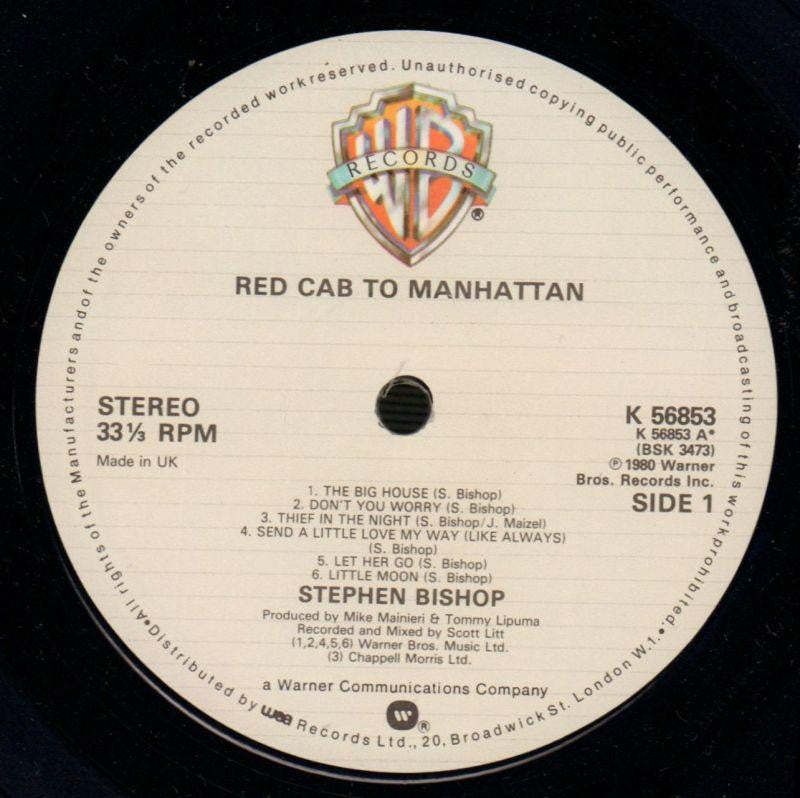 WB
RECORDS
®
RED CAB TO MANHATTAN
STEREO
33⅓ RPM
Made in UK
K 56853
K 56853 A*
(BSK 3473)
℗ 1980 Warner
Bros. Records Inc.
SIDE 1
1. THE BIG HOUSE (S. Bishop)
2. DON'T YOU WORRY (S. Bishop)
3. THIEF IN THE NIGHT (S. Bishop/J. Maizel)
4. SEND A LITTLE LOVE MY WAY (LIKE ALWAYS)
(S. Bishop)
5. LET HER GO (S. Bishop)
6. LITTLE MOON (S. Bishop)
STEPHEN BISHOP
Produced by Mike Mainieri & Tommy Lipuma
Recorded and Mixed by Scott Litt
(1,2,4,5,6) Warner Bros. Music Ltd.
(3) Chappell Morris Ltd.
a Warner Communications Company
W®
•All rights of the Manufacturers and of the owners of the recorded work reserved. Unauthorised copying public performance and broadcasting of this work prohibited.
•Distributed by wea Records Ltd., 20, Broadwick St. London W.1.•